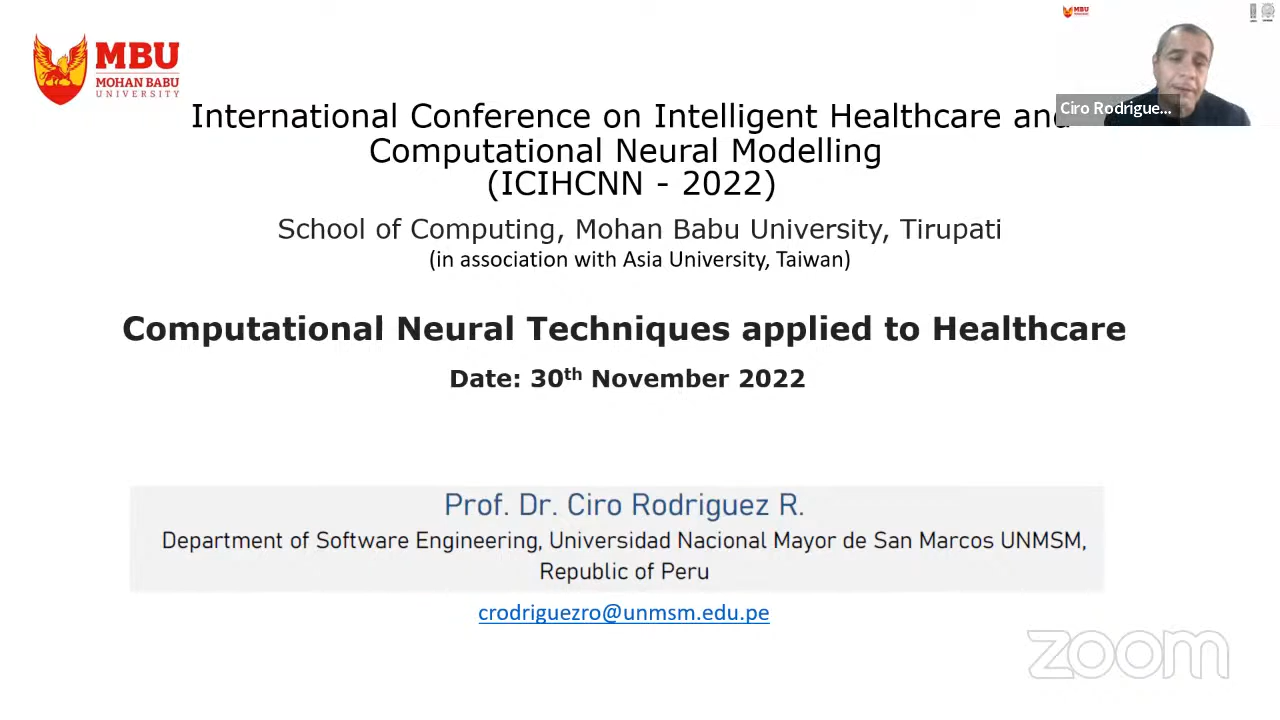 MBU
MOHAN BABU
UNIVERSITY
MBU
Ciro Rodrigue...
International Conference on Intelligent Healthcare and
Computational Neural Modelling
(ICIHCNN - 2022)
School of Computing, Mohan Babu University, Tirupati
(in association with Asia University, Taiwan)
Computational Neural Techniques applied to Healthcare
Date: 30th November 2022
Prof. Dr. Ciro Rodriguez R.
Department of Software Engineering, Universidad Nacional Mayor de San Marcos UNMSM,
Republic of Peru
crodriguezro@unmsm.edu.pe
zoom